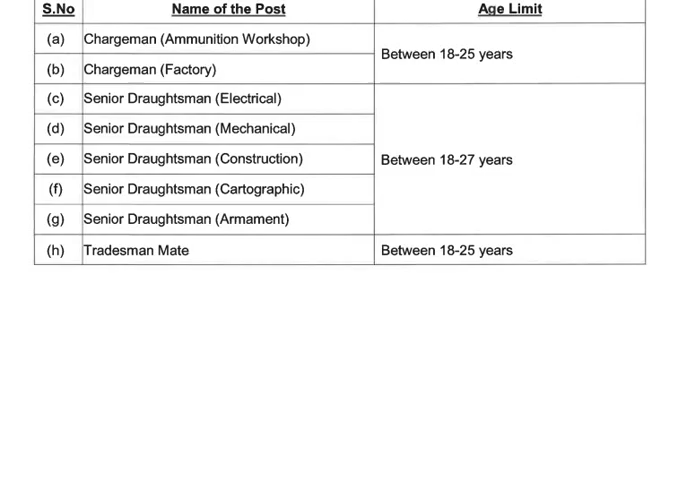 S.No Name of the Post Age Limit
(a) Chargeman (Ammunition Workshop)
Between 18-25 years
(b) Chargeman (Factory)
(c) Senior Draughtsman (Electrical)
(d) Senior Draughtsman (Mechanical)
(e) Senior Draughtsman (Construction)
Between 18-27 years
(f) Senior Draughtsman (Cartographic)
(g) Senior Draughtsman (Armament)
(h) Tradesman Mate Between 18-25 years